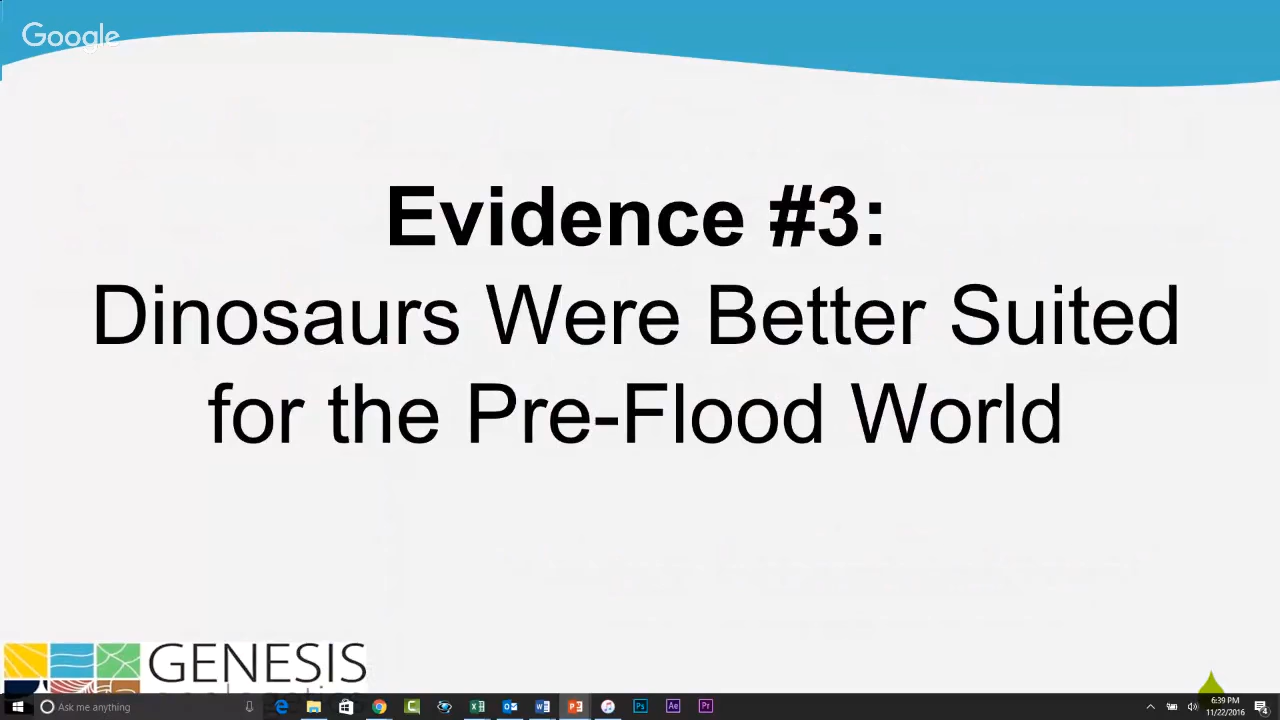 Google
Evidence #3:
Dinosaurs Were Better Suited
for the Pre-Flood World
GENESIS
Ask me anything
6:39 PM
11/22/2016